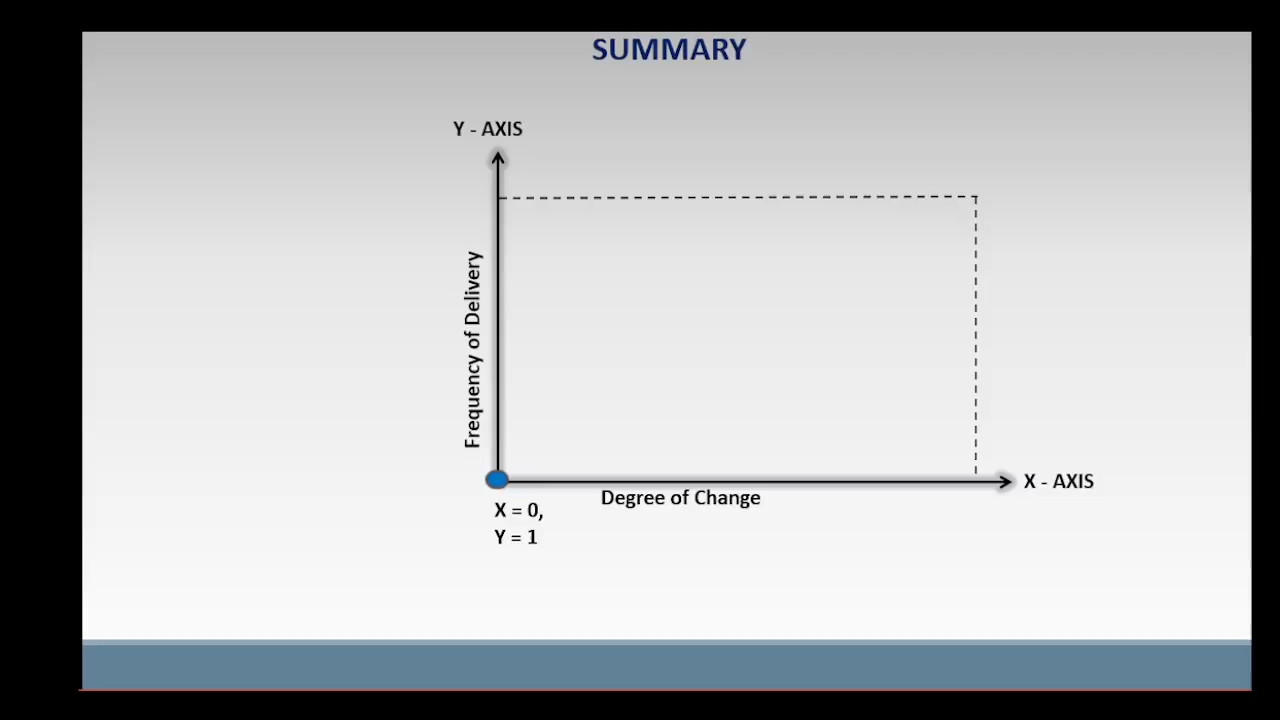 SUMMARY
Y - AXIS
Frequency of Delivery
X - AXIS
Degree of Change
X = 0,
Y = 1